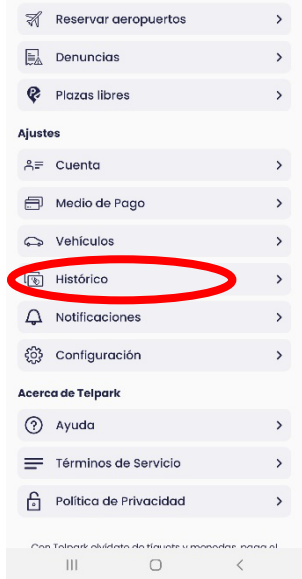 Reservar aeropuertos
Denuncias
Plazas libres
Ajustes
Cuenta
Medio de Pago
Vehículos
Histórico
Notificaciones
Configuración
Acerca de Telpark
Ayuda
Términos de Servicio
Política de Privacidad
Con Telpark olvídate de tiquets y monedas, paga el